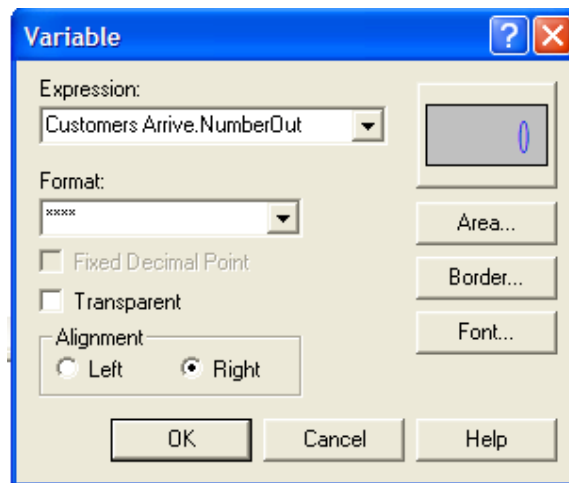 Variable
Expression:
Customers Arrive.NumberOut
0
Format:
****
Area...
Fixed Decimal Point
Border...
Transparent
Font...
Alignment
Left Right
OK Cancel Help